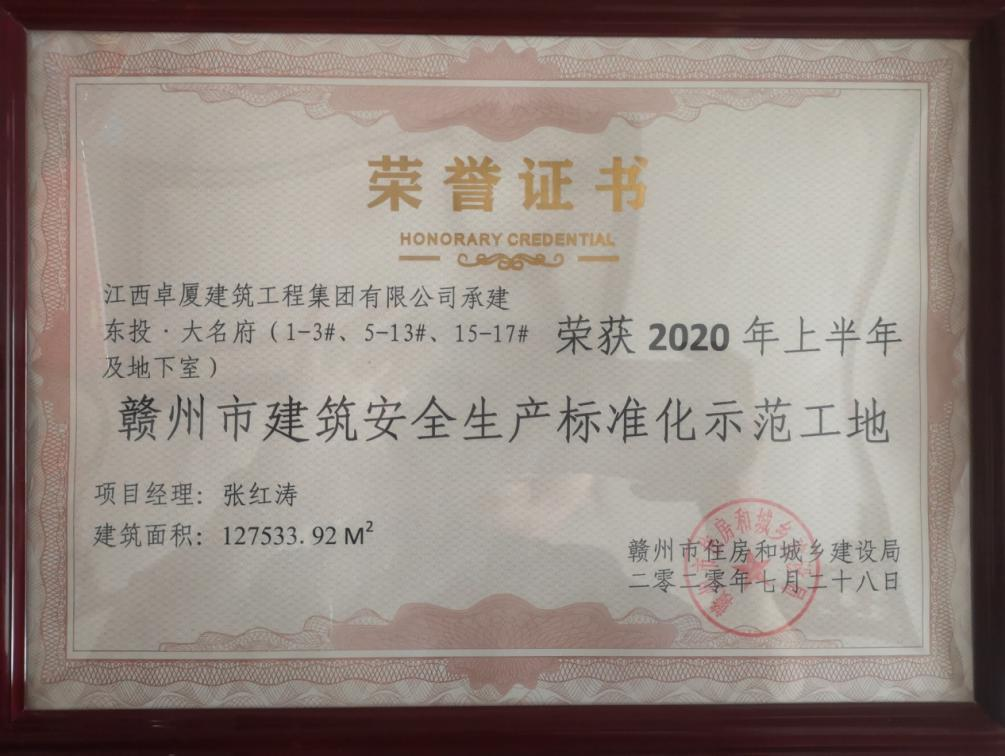 荣誉证书
HONORARY CREDENTIAL
江西卓厦建筑工程集团有限公司承建
东投·大名府（1-3#、5-13#、15-17#
及地下室）
荣获 2020 年上半年
赣州市建筑安全生产标准化示范工地
项目经理：张红涛
建筑面积：127533.92 M²
赣州市住房和城乡建设局
二零二零年七月二十八日